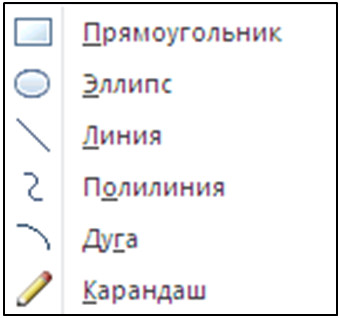 Прямоугольник
Эллипс
Линия
Полилиния
Дуга
Карандаш